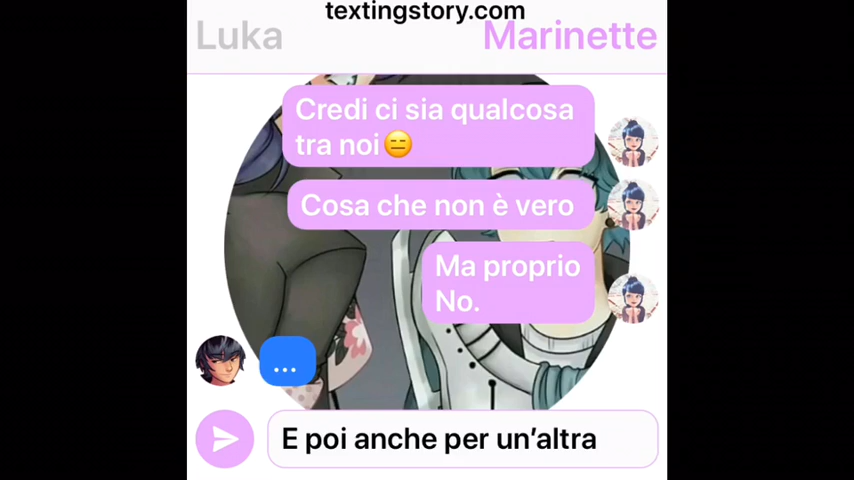 textingstory.com
Luka
Marinette
Credi ci sia qualcosa
tra noi😑
Cosa che non è vero
Ma proprio
No.
...
E poi anche per un’altra